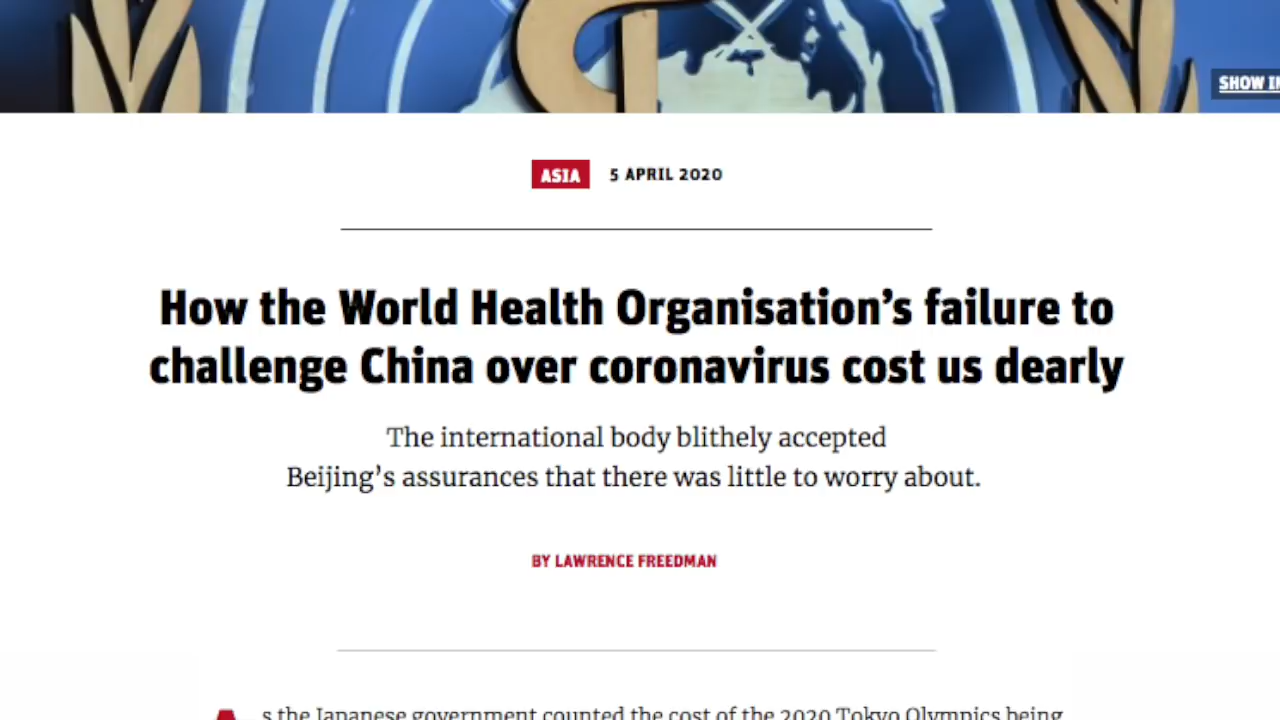 SHOW
ASIA
5 APRIL 2020
How the World Health Organisation’s failure to
challenge China over coronavirus cost us dearly
The international body blithely accepted
Beijing’s assurances that there was little to worry about.
BY LAWRENCE FREEDMAN
As the Japanese government counted the cost of the 2020 Tokyo Olympics being